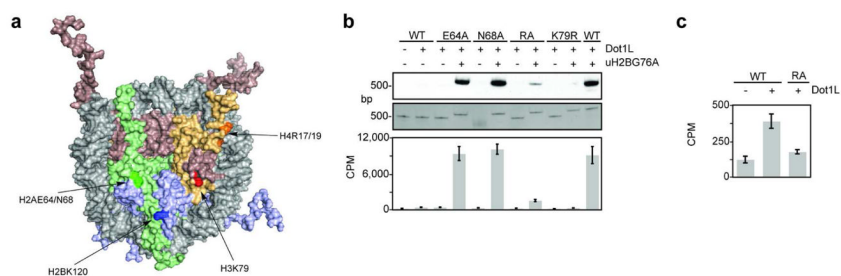 a
H4R17/19
H2AE64/N68
H2BK120
H3K79
b
WT E64A N68A RA K79R WT
- + - + - + - + - + + Dot1L
- - - + - + - + - + + uH2BG76A
500-
bp
500-
12,000
6,000
0
CPM
c
WT RA
- + + Dot1L
500
250
0
CPM